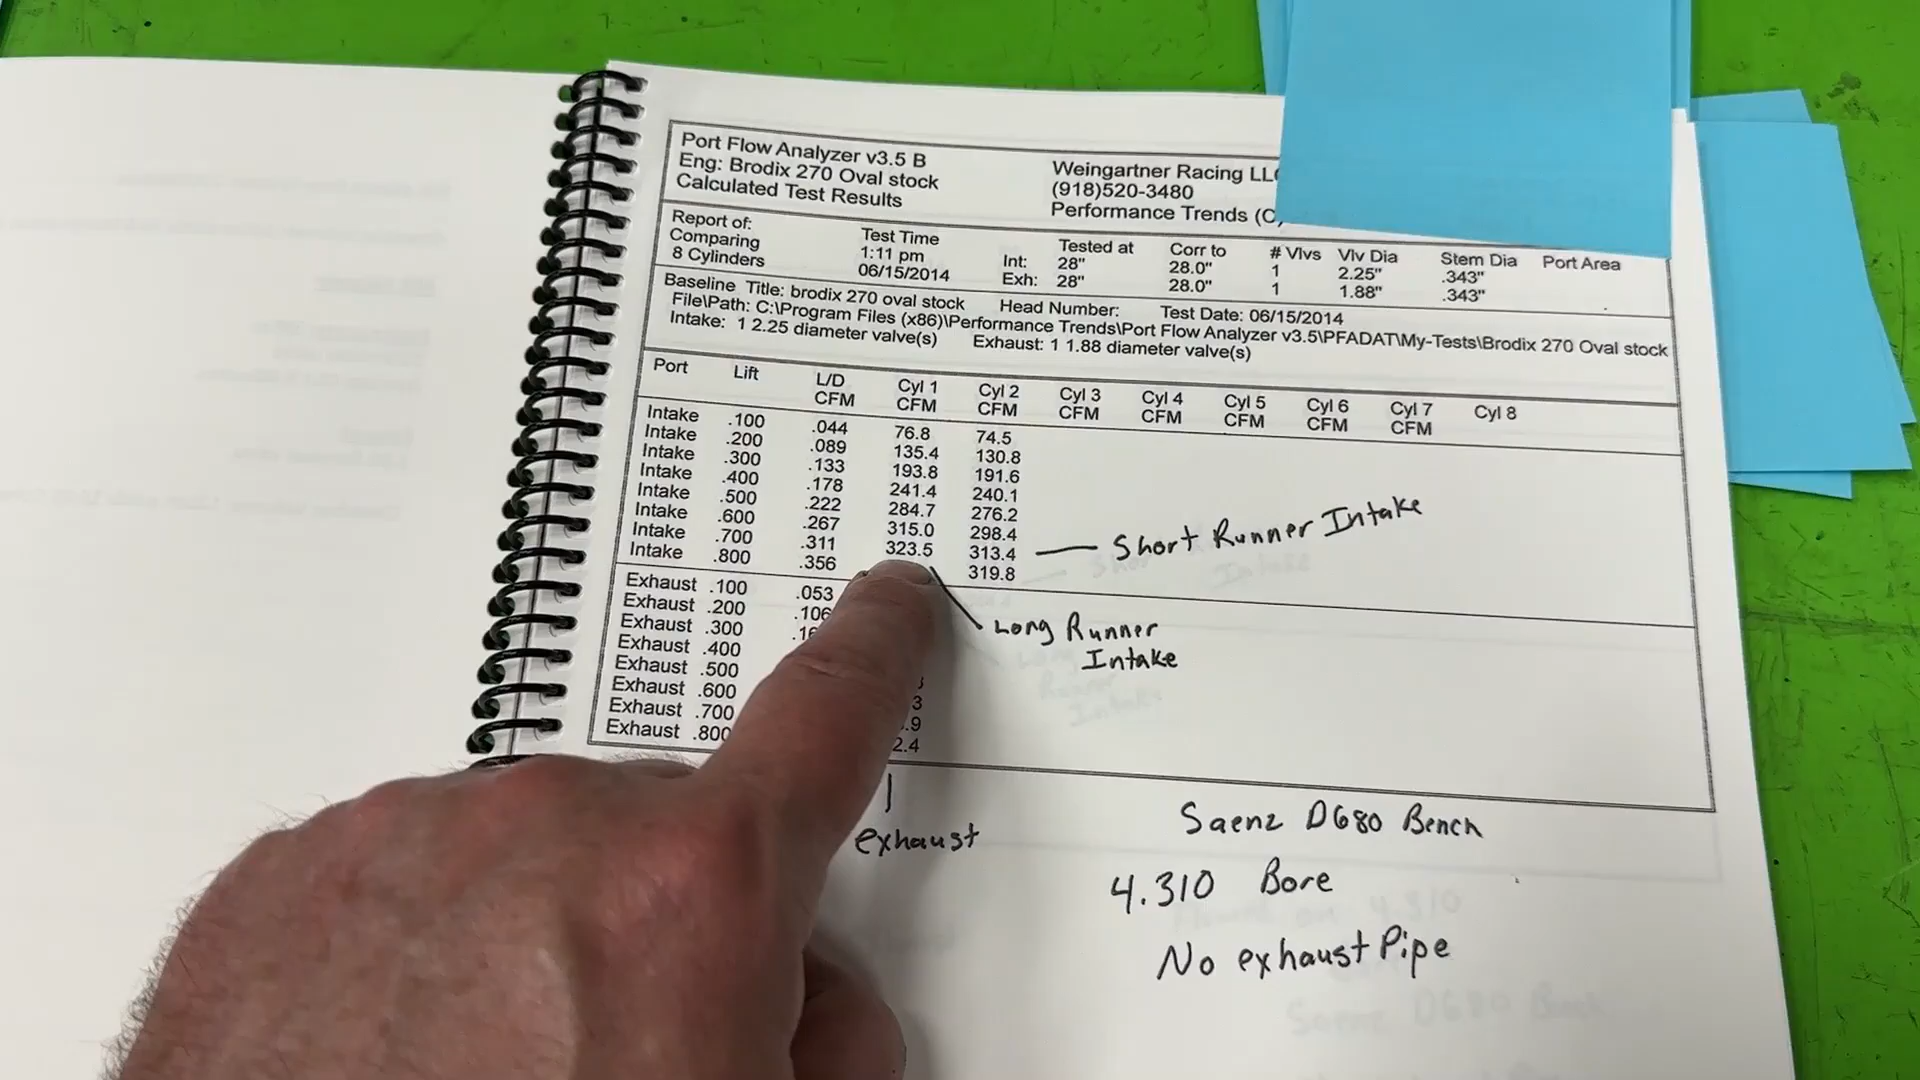 Port Flow Analyzer v3.5 B
Eng: Brodix 270 Oval stock
Calculated Test Results
Weingartner Racing
(918)520-3480
Performance Trends
Report of:
Comparing
8 Cylinders
Test Time
1:11 pm
06/15/2014
Tested at Corr to # Vlvs Vlv Dia Stem Dia Port Area
Int: 28" 28.0" 1 2.25" .343"
Exh: 28" 28.0" 1 1.88" .343"
Baseline Title: brodix 270 oval stock Head Number: Test Date: 06/15/2014
File\Path: C:\Program Files (x86)\Performance Trends\Port Flow Analyzer v3.5\PFADAT\My-Tests\Brodix 270 Oval stock
Intake: 1 2.25 diameter valve(s) Exhaust: 1 1.88 diameter valve(s)
Port Lift L/D Cyl 1 Cyl 2 Cyl 3 Cyl 4 Cyl 5 Cyl 6 Cyl 7 Cyl 8
CFM CFM CFM CFM CFM CFM CFM CFM
Intake .100 .044 76.8 74.5
Intake .200 .089 135.4 130.8
Intake .300 .133 193.8 191.6
Intake .400 .178 241.4 240.1
Intake .500 .222 284.7 276.2
Intake .600 .267 315.0 298.4
Intake .700 .311 323.5 313.4
Intake .800 .356 319.8
Short Runner Intake
Long Runner
Intake
Exhaust .100 .053
Exhaust .200 .106
Exhaust .300
Exhaust .400
Exhaust .500
Exhaust .600
Exhaust .700
Exhaust .800
exhaust
Saenz D680 Bench
4.310 Bore
No exhaust Pipe